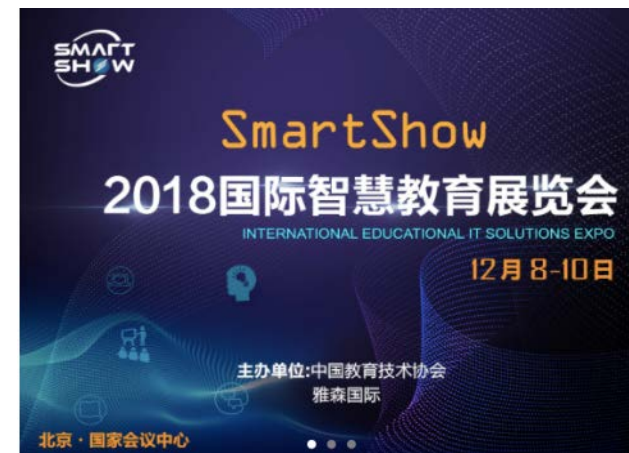 SMART
SHOW
SmartShow
2018国际智慧教育展览会
INTERNATIONAL EDUCATIONAL IT SOLUTIONS EXPO
12月8-10日
主办单位:中国教育技术协会
雅森国际
北京·国家会议中心